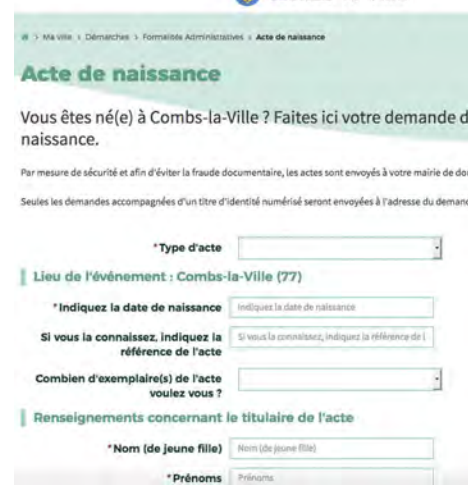 > Ma ville > Démarches > Formalités Administratives > Acte de naissance
Acte de naissance
Vous êtes né(e) à Combs-la-Ville ? Faites ici votre demande d
naissance.
Par mesure de sécurité et afin d'éviter la fraude documentaire, les actes sont envoyés à votre mairie de do
Seules les demandes accompagnées d'un titre d'identité numérisé seront envoyées à l'adresse du deman
*Type d'acte
Lieu de l'événement : Combs-la-Ville (77)
*Indiquez la date de naissance Indiquez la date de naissance
Si vous la connaissez, indiquez la Si vous la connaissez, indiquez la référence de l
référence de l'acte
Combien d'exemplaire(s) de l'acte
voulez vous ?
Renseignements concernant le titulaire de l'acte
*Nom (de jeune fille) Nom (de jeune fille)
*Prénoms Prénoms